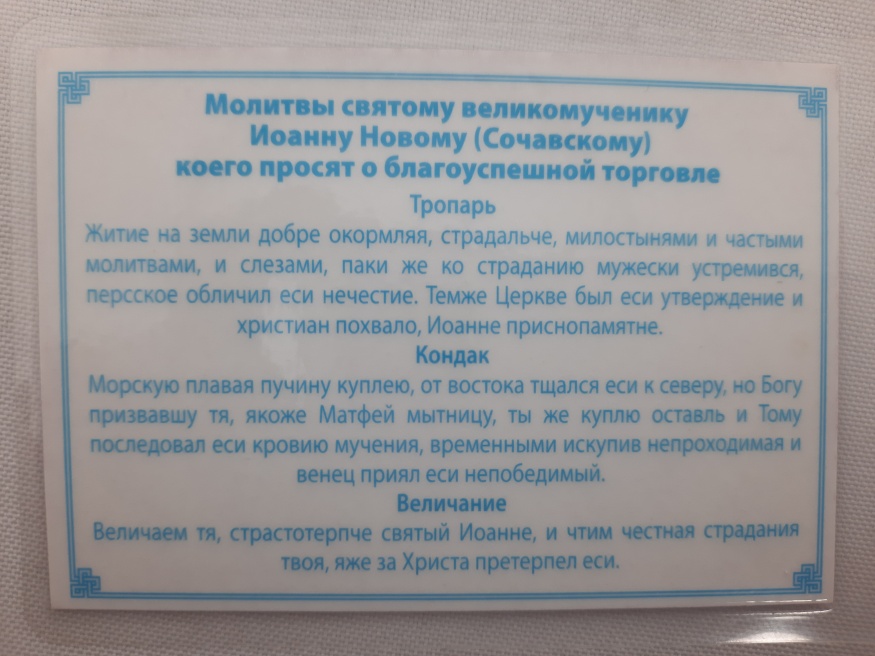 Молитвы святому великомученику
Иоанну Новому (Сочавскому)
коего просят о благоуспешной торговле
Тропарь
Житие на земли добре окормляя, страдальче, милостынями и частыми
молитвами, и слезами, паки же ко страданию мужески устремився,
персское обличил еси нечестие. Темже Церкве был еси утверждение и
христиан похвало, Иоанне приснопамятне.
Кондак
Морскую плавая пучину куплею, от востока тщался еси к северу, но Богу
призвавшу тя, якоже Матфей мытницу, ты же куплю оставль и Тому
последовал еси кровию мучения, временными искупив непроходимая и
венец приял еси непобедимый.
Величание
Величаем тя, страстотерпче святый Иоанне, и чтим честная страдания
твоя, яже за Христа претерпел еси.